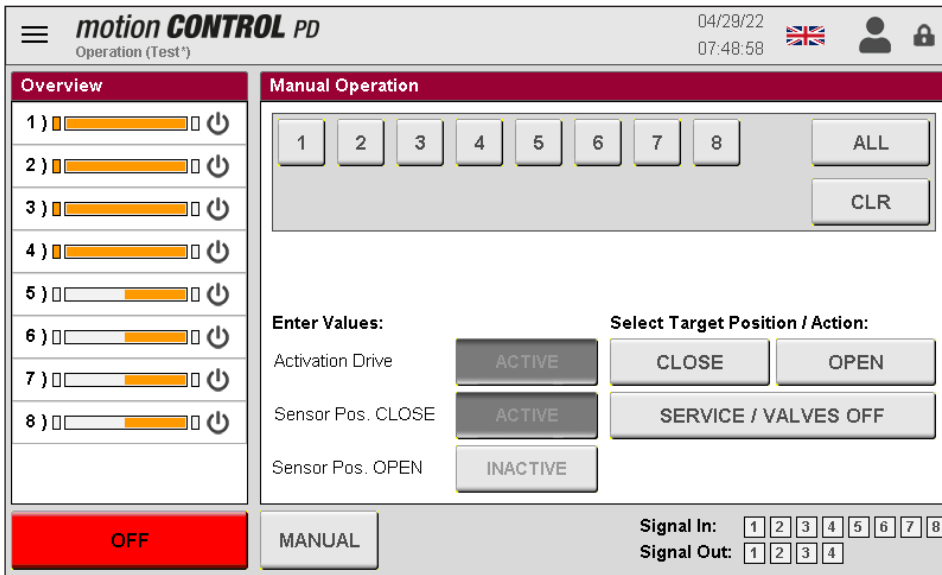 motion CONTROL PD
Operation (Test*)
04/29/22
07:48:58
Overview
1 )
2 )
3 )
4 )
5 )
6 )
7 )
8 )
Manual Operation
1 2 3 4 5 6 7 8 ALL
CLR
Enter Values:
Select Target Position / Action:
Activation Drive ACTIVE CLOSE OPEN
Sensor Pos. CLOSE ACTIVE SERVICE / VALVES OFF
Sensor Pos. OPEN INACTIVE
OFF
MANUAL
Signal In: 1 2 3 4 5 6 7 8
Signal Out: 1 2 3 4